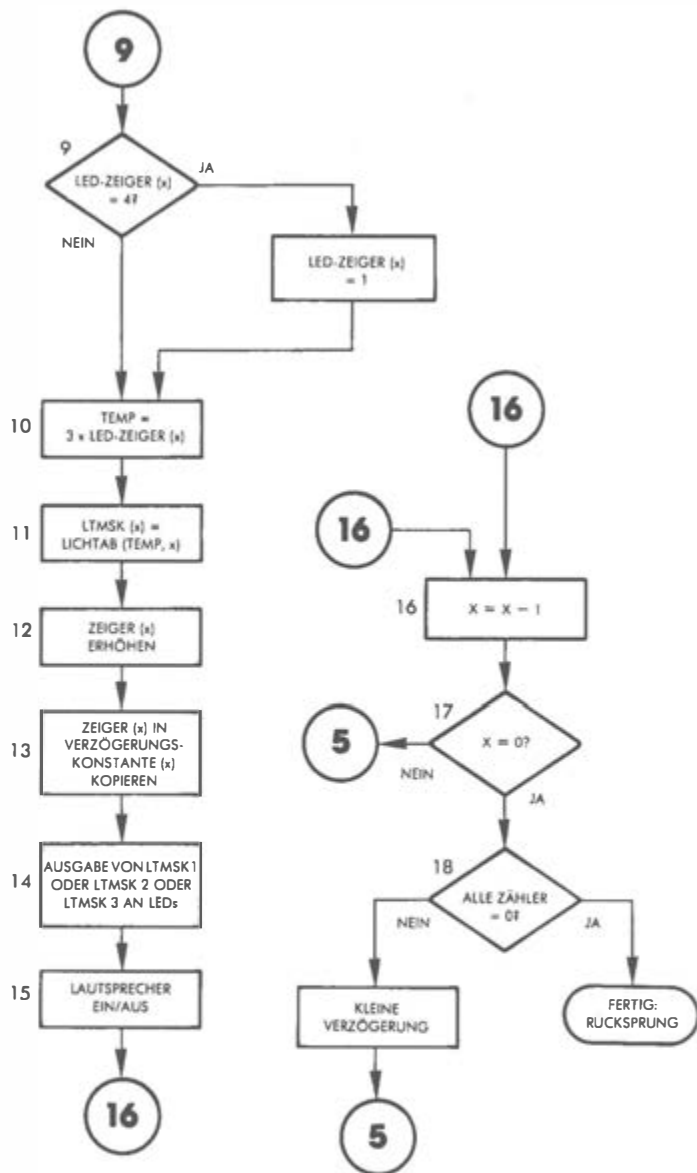 9
9
LED-ZEIGER (x)
= 4?
JA
NEIN
LED-ZEIGER (x)
= 1
10
TEMP =
3 x LED-ZEIGER (x)
11
LTMSK (x) =
LICHTAB (TEMP, x)
12
ZEIGER (x)
ERHÖHEN
13
ZEIGER (x) IN
VERZÖGERUNGS-
KONSTANTE (x)
KOPIEREN
14
AUSGABE VON LTMSK 1
ODER LTMSK 2 ODER
LTMSK 3 AN LEDs
15
LAUTSPRECHER
EIN/AUS
16
16
16
16
X = X – 1
17
X = 0?
NEIN
5
JA
18
ALLE ZÄHLER
= 0?
NEIN
JA
KLEINE
VERZÖGERUNG
FERTIG:
RUCKSPRUNG
5